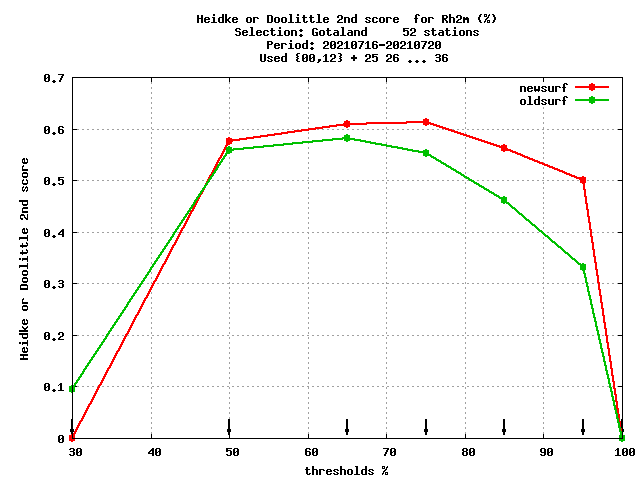 Heidke or Doolittle 2nd score  for Rh2m (%)
Selection: Gotaland     52 stations
Period: 20210716-20210720
Used {00,12} + 25 26 ... 36
newsurf
oldsurf
0.7
0.6
0.5
0.4
0.3
0.2
0.1
0
Heidke or Doolittle 2nd score
30 40 50 60 70 80 90 100
thresholds %